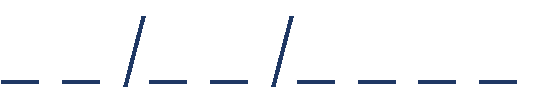 _ _ / _ _ / _ _ _ _